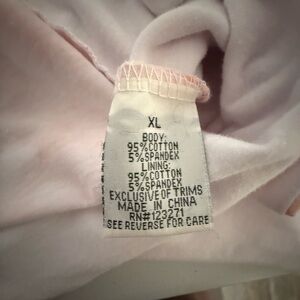 XL
BODY:
95%COTTON
5%SPANDEX
LINING:
95%COTTON
5%SPANDEX
EXCLUSIVE OF TRIMS
MADE IN CHINA
RN#123271
SEE REVERSE FOR CARE